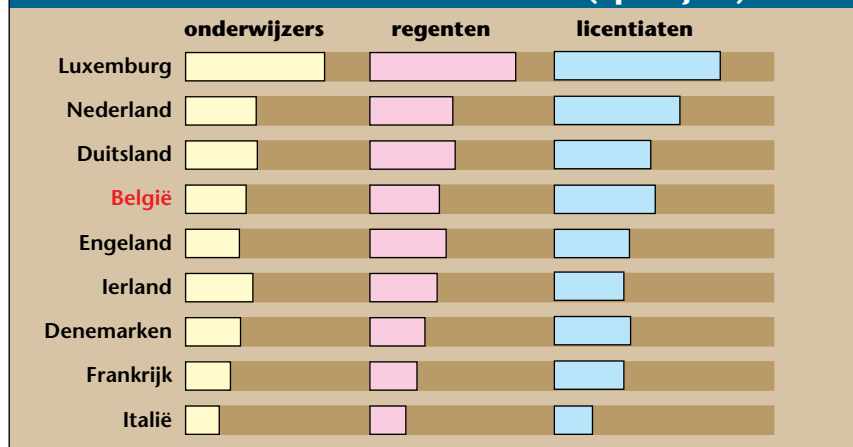 onderwijzers regenten licentiaten
Luxemburg
Nederland
Duitsland
België
Engeland
Ierland
Denemarken
Frankrijk
Italië